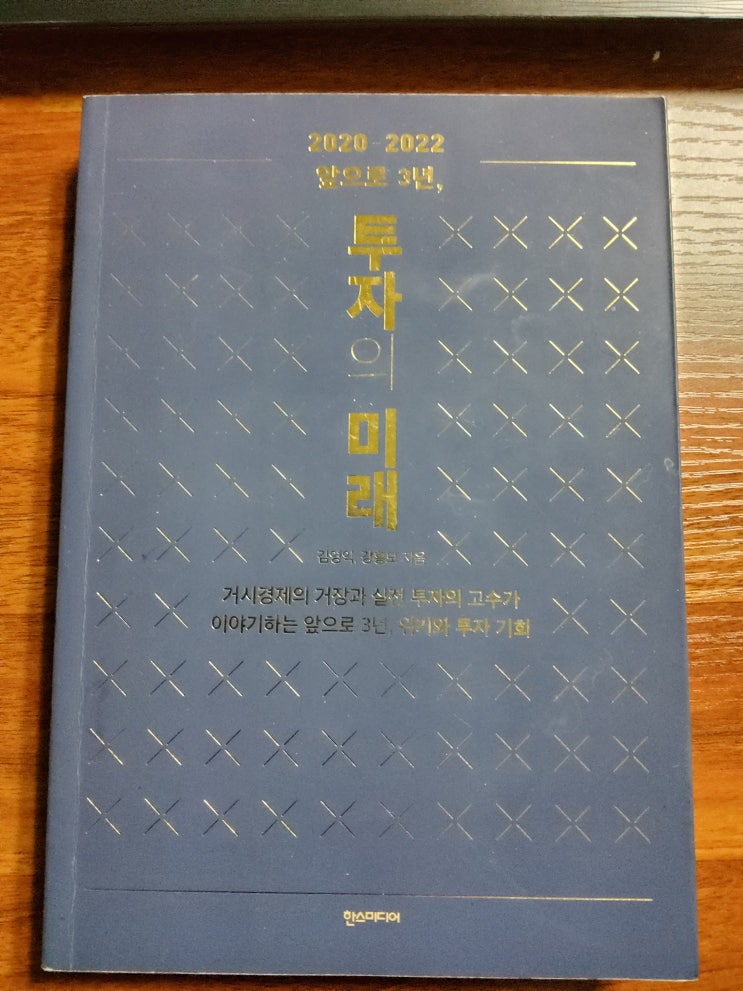 2020 - 2022
앞으로 3년,
투자의 미래
김영익, 강흥보 지음
거시경제의 거장과 실전 투자의 고수가
이야기하는 앞으로 3년, 위기와 투자 기회
한스미디어